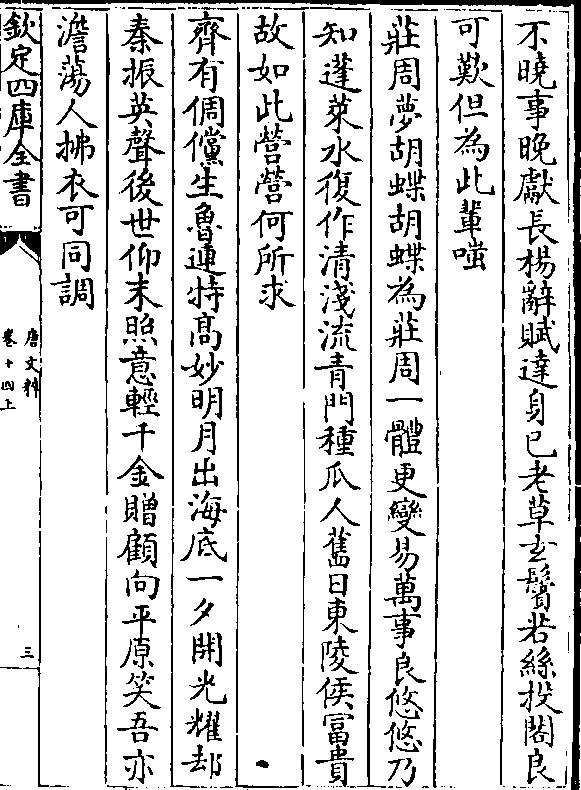 不曉事晚獻長楊辭賦達身已老草玄鬢若絲投閣良
可歎但為此輩嗤
莊周夢胡蝶胡蝶為莊周一體更變易萬事良悠悠乃
知蓬萊水復作清淺流青門種瓜人舊日東陵侯富貴
故如此營營何所求
齊有倜儻生魯連特髙妙明月出海底一夕開光耀却
秦振英聲後世仰末照意輕千金贈顧向平原笑吾亦
澹蕩人拂衣可同調
欽定四庫全書
唐文粹
卷十四上
三